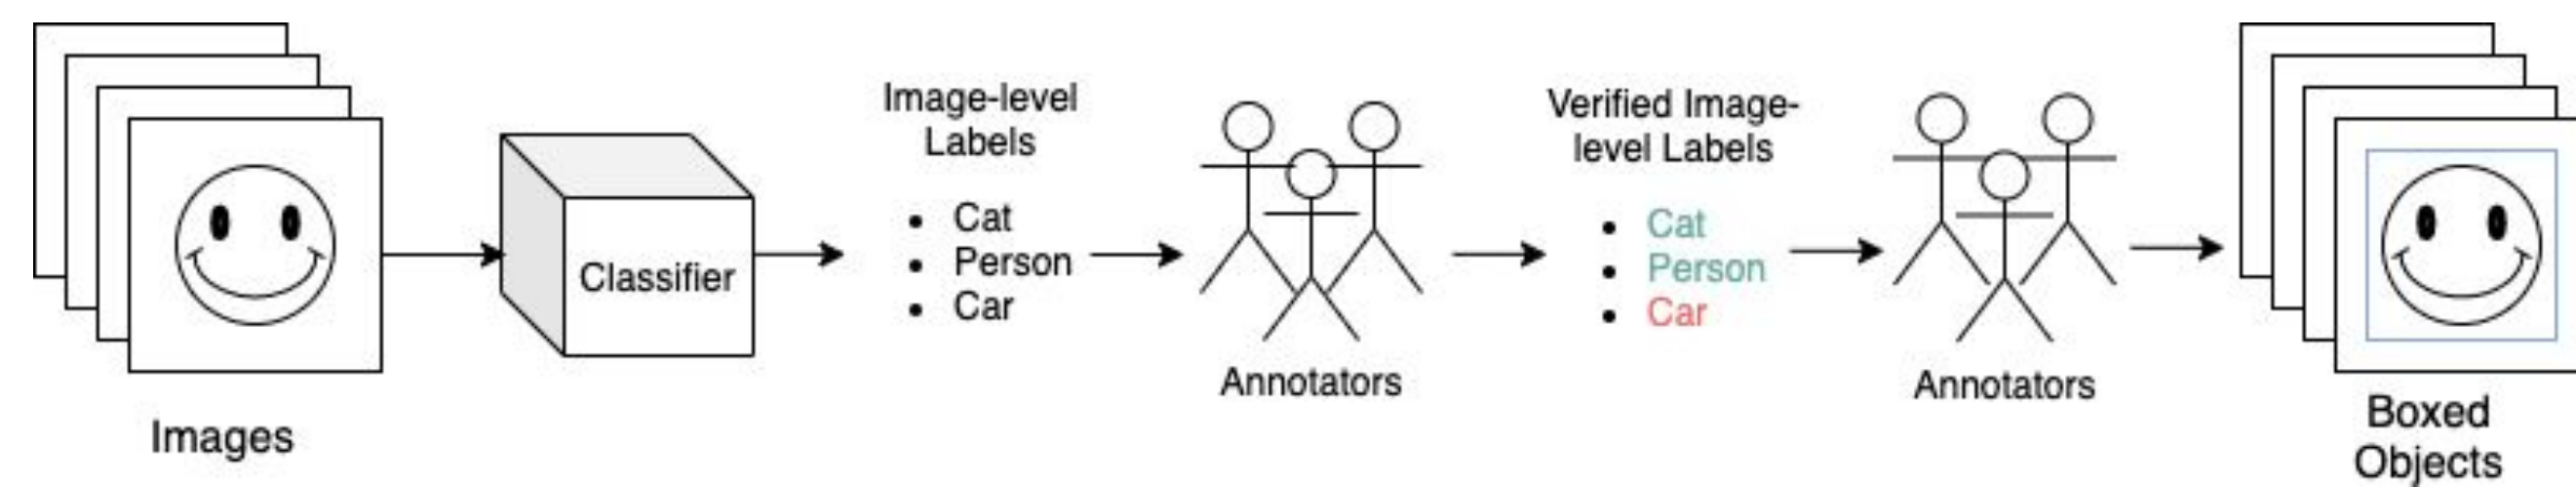 Images
Classifier
Image-level
Labels
Cat
Person
Car
Annotators
Verified Image-
level Labels
Cat
Person
Car
Annotators
Boxed
Objects